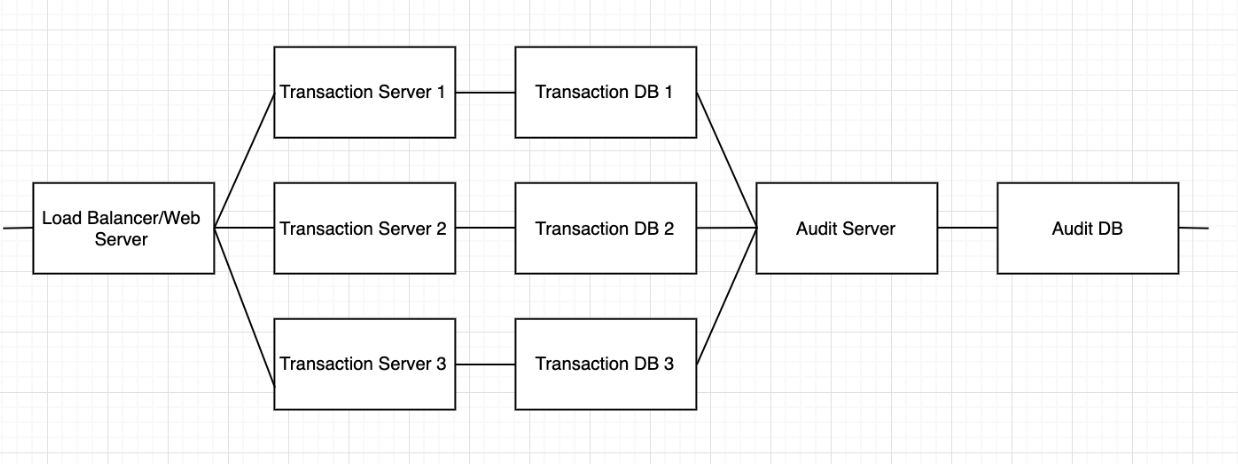 Transaction Server 1
Transaction DB 1
Load Balancer/Web
Server
Transaction Server 2
Transaction DB 2
Audit Server
Audit DB
Transaction Server 3
Transaction DB 3